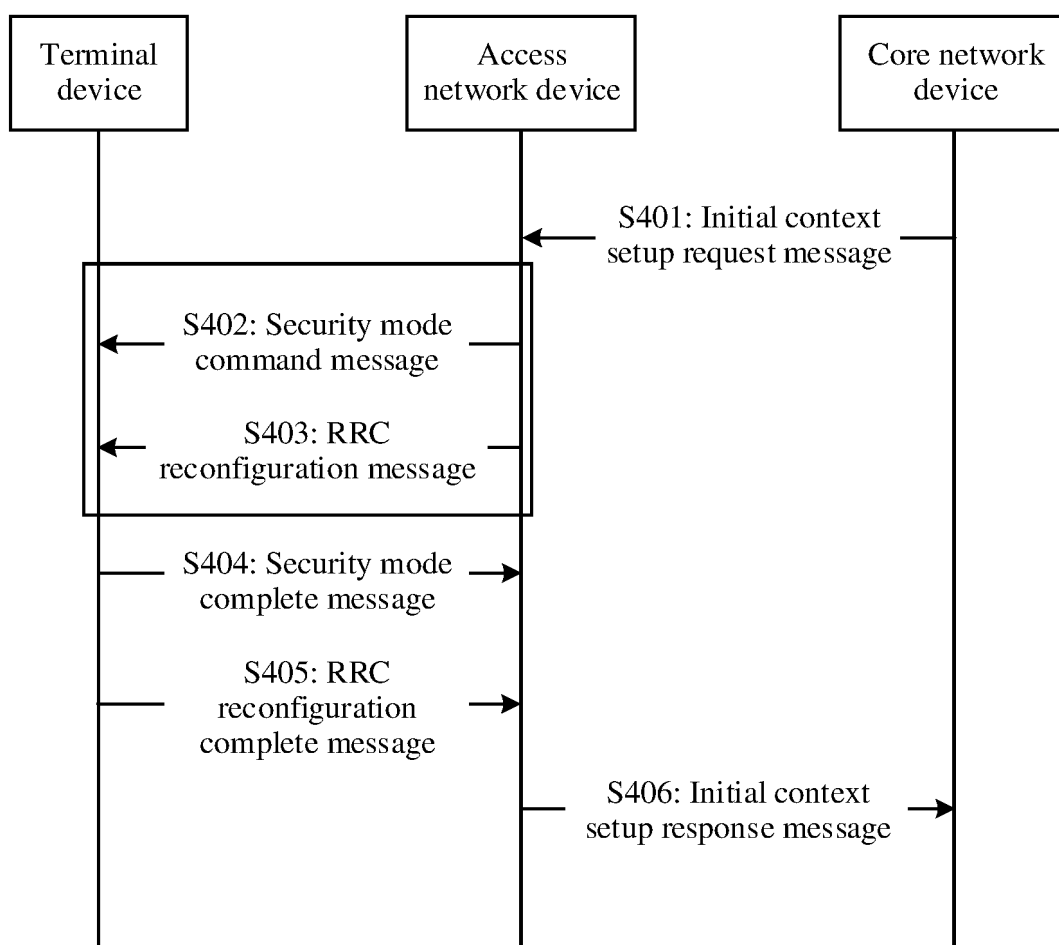 Terminal
device
Access
network device
Core network
device
S401: Initial context
setup request message
S402: Security mode
command message
S403: RRC
reconfiguration message
S404: Security mode
complete message
S405: RRC
reconfiguration
complete message
S406: Initial context
setup response message